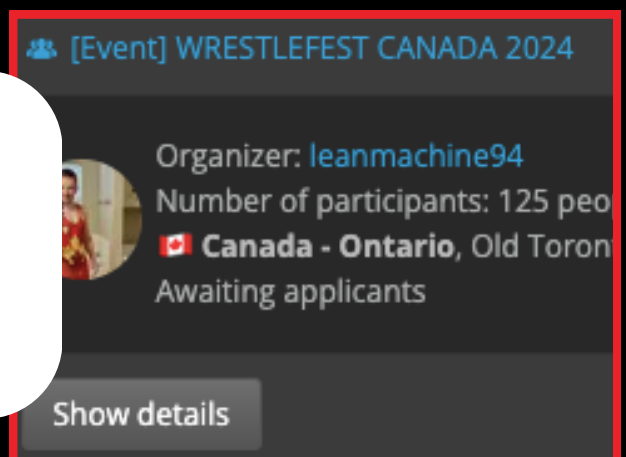 [Event] WRESTLEFEST CANADA 2024
Organizer: leanmachine94
Number of participants: 125
Canada - Ontario, Old
Awaiting applicants
Show details